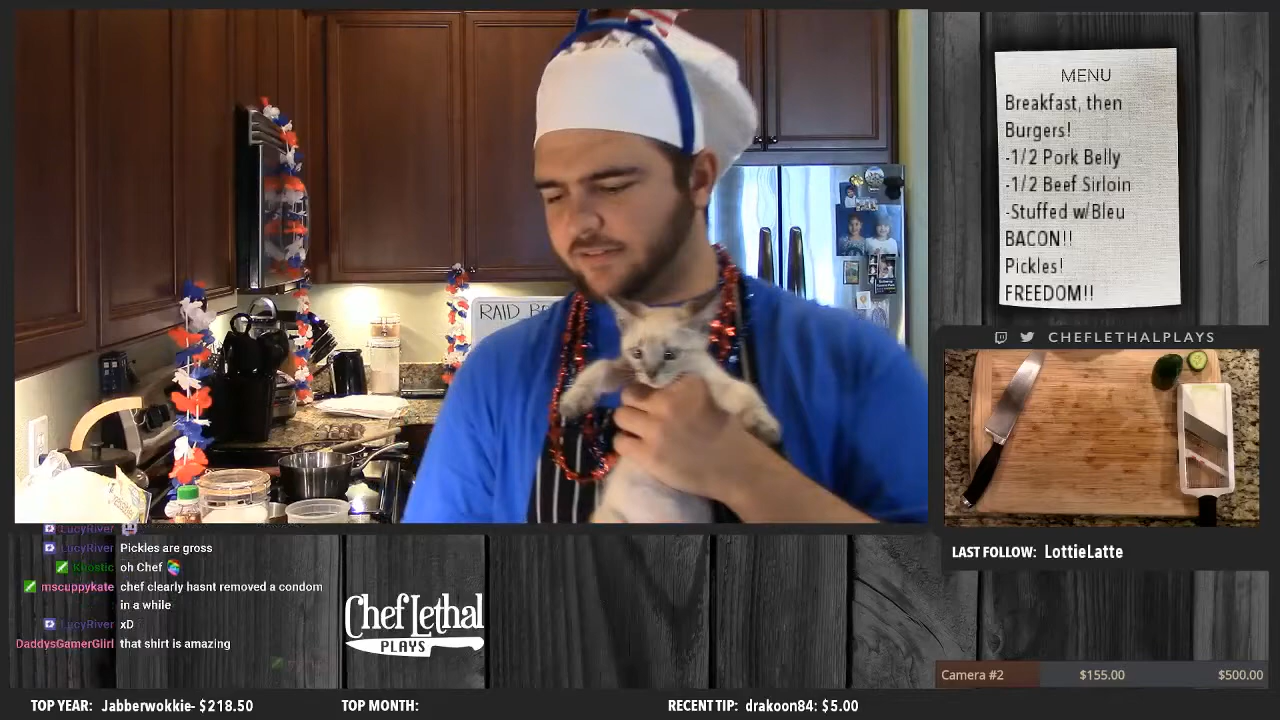 RAID BO
MENU
Breakfast, then
Burgers!
-1/2 Pork Belly
-1/2 Beef Sirloin
-Stuffed w/Bleu
BACON!!
Pickles!
FREEDOM!!
CHEFLETHALPLAYS
LAST FOLLOW: LottieLatte
Camera #2 $155.00 $500.00
LucyRiver
LucyRiver Pickles are gross
oh Chef
mscuppykate chef clearly hasnt removed a condom
in a while
LucyRiver xD
DaddysGamerGirl that shirt is amazing
Chef Lethal
PLAYS
TOP YEAR: Jabberwokkie- $218.50
TOP MONTH:
RECENT TIP: drakoon84: $5.00